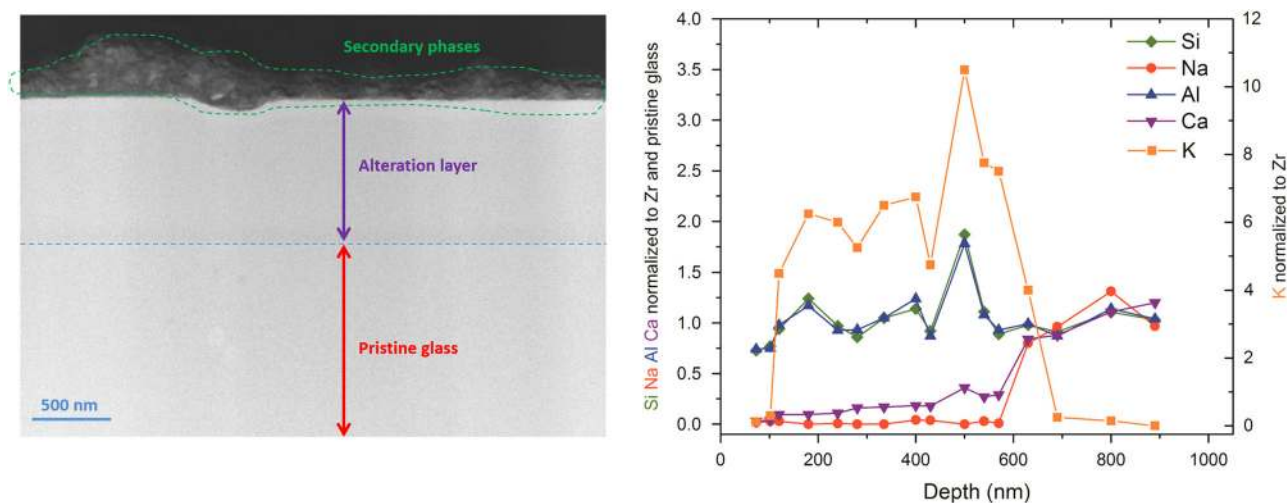 Secondary phases
Alteration layer
Pristine glass
500 nm
Si Na Al Ca normalized to Zr and pristine glass
4.0
3.5
3.0
2.5
2.0
1.5
1.0
0.5
0.0
Si
Na
Al
Ca
K
12
10
8
6
4
2
0
K normalized to Zr
0
200
400
600
800
1000
Depth (nm)